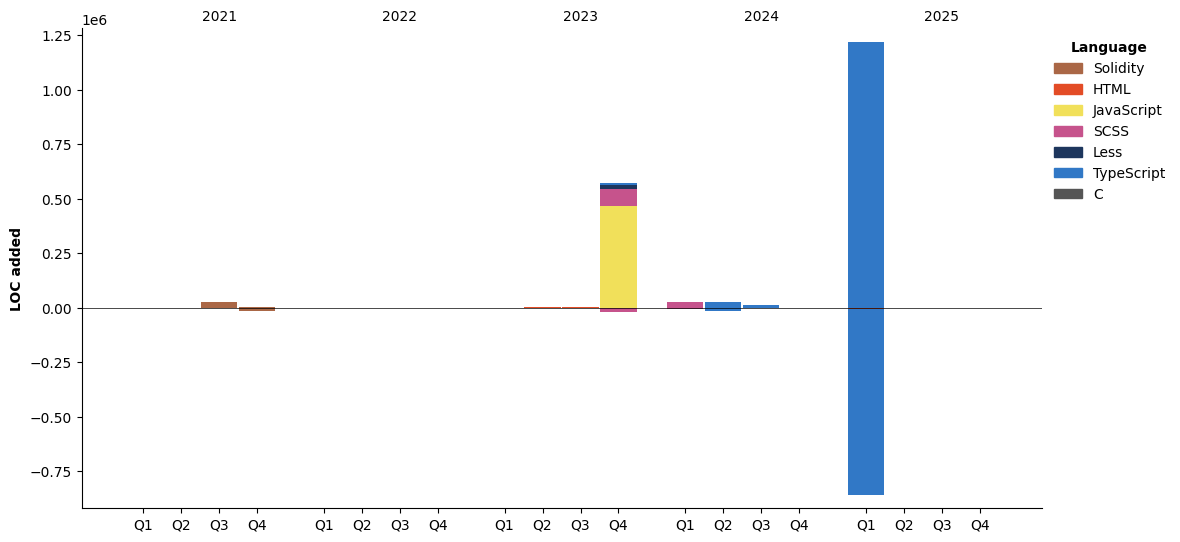 1e6
2021 2022 2023 2024 2025
1.25
1.00
0.75
0.50
0.25
0.00
−0.25
−0.50
−0.75
LOC added
Q1 Q2 Q3 Q4 Q1 Q2 Q3 Q4 Q1 Q2 Q3 Q4 Q1 Q2 Q3 Q4 Q1 Q2 Q3 Q4
Language
Solidity
HTML
JavaScript
SCSS
Less
TypeScript
C